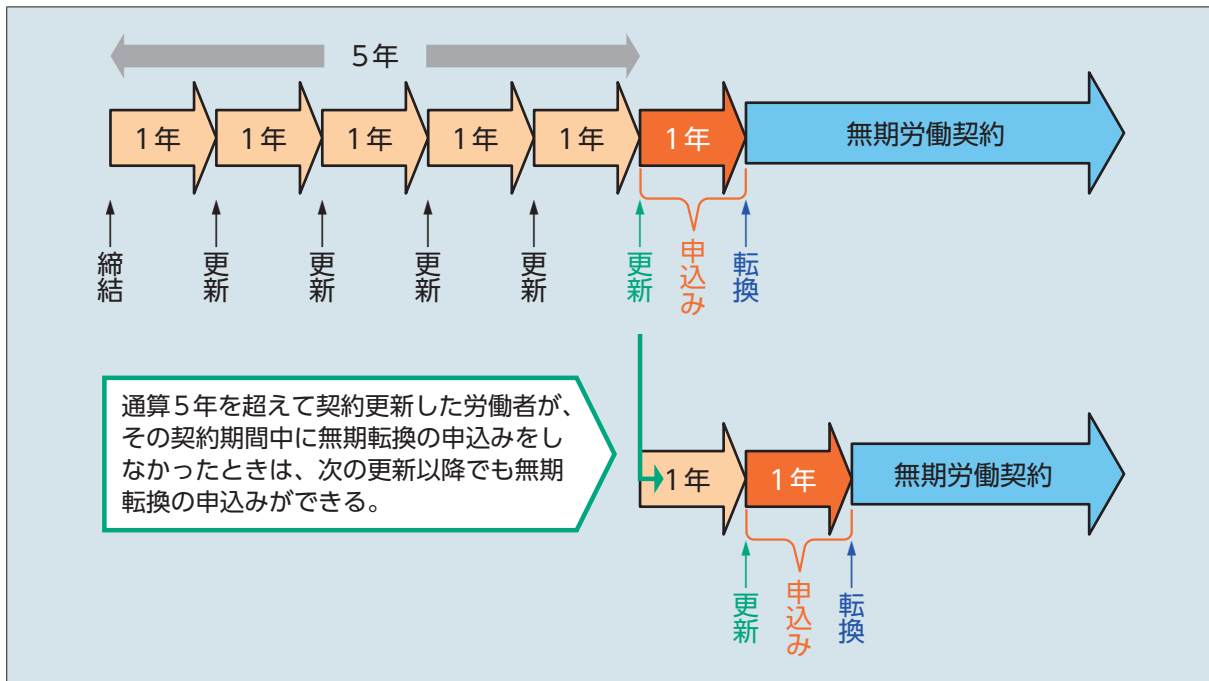 5年
1年
1年
1年
1年
1年
1年
無期労働契約
締結
更新
更新
更新
更新
更新
申込み
転換
通算5年を超えて契約更新した労働者が、
その契約期間中に無期転換の申込みをし
なかったときは、次の更新以降でも無期
転換の申込みができる。
1年
1年
無期労働契約
更新
申込み
転換